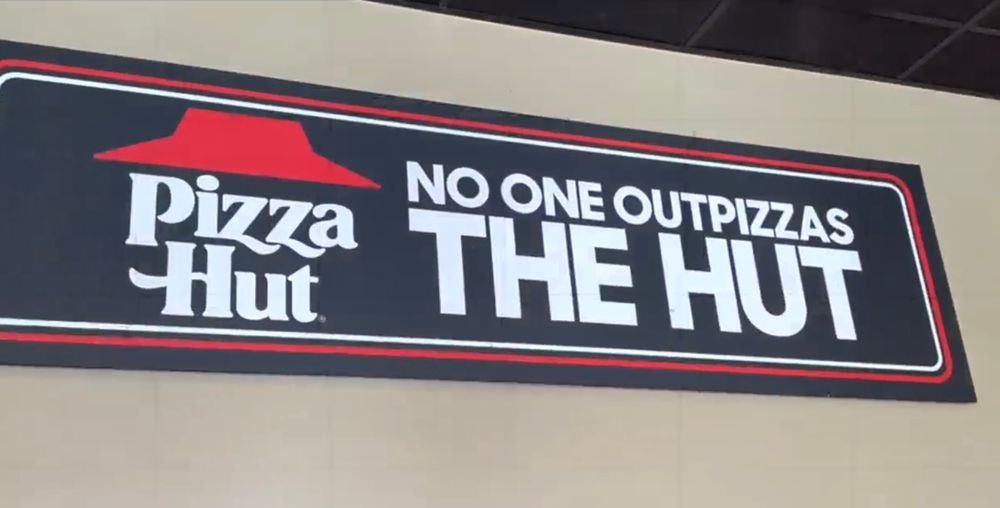 Pizza
Hut
NO ONE OUTPIZZAS
THE HUT